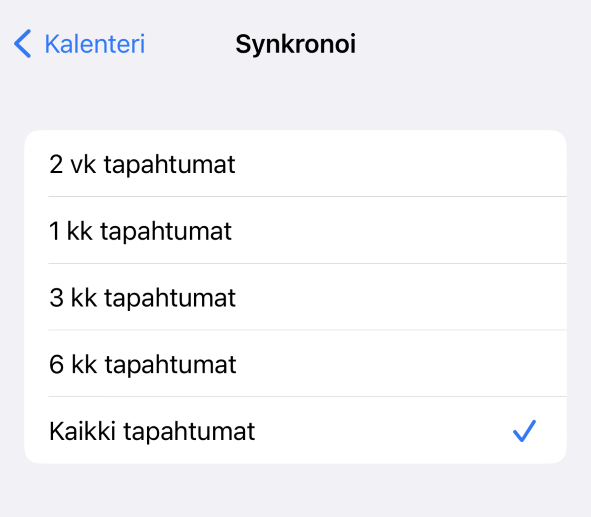 Kalenteri
Synkronoi
2 vk tapahtumat
1 kk tapahtumat
3 kk tapahtumat
6 kk tapahtumat
Kaikki tapahtumat